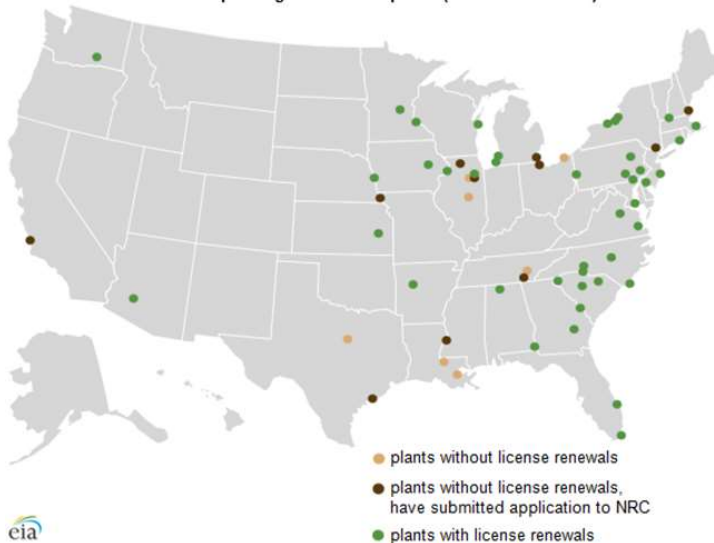 plants without license renewals
plants without license renewals,
have submitted application to NRC
plants with license renewals
eia